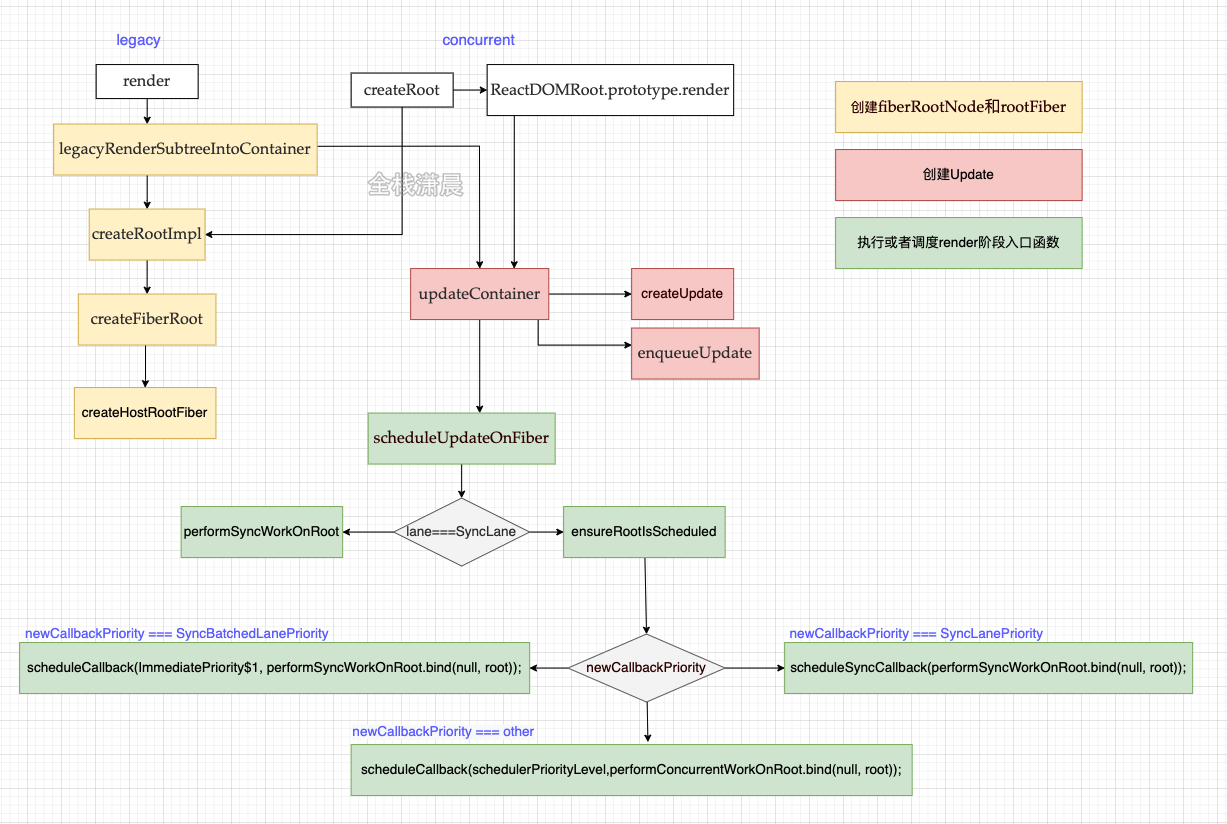 legacy
concurrent
render
createRoot
ReactDOMRoot.prototype.render
创建fiberRootNode和rootFiber
legacyRenderSubtreeIntoContainer
创建Update
全栈潇晨
createRootImpl
执行或者调度render阶段入口函数
updateContainer
createUpdate
createFiberRoot
enqueueUpdate
createHostRootFiber
scheduleUpdateOnFiber
performSyncWorkOnRoot
lane===SyncLane
ensureRootIsScheduled
newCallbackPriority === SyncBatchedLanePriority
newCallbackPriority === SyncLanePriority
scheduleCallback(ImmediatePriority$1, performSyncWorkOnRoot.bind(null, root));
newCallbackPriority
scheduleSyncCallback(performSyncWorkOnRoot.bind(null, root));
newCallbackPriority === other
scheduleCallback(schedulerPriorityLevel,performConcurrentWorkOnRoot.bind(null, root));